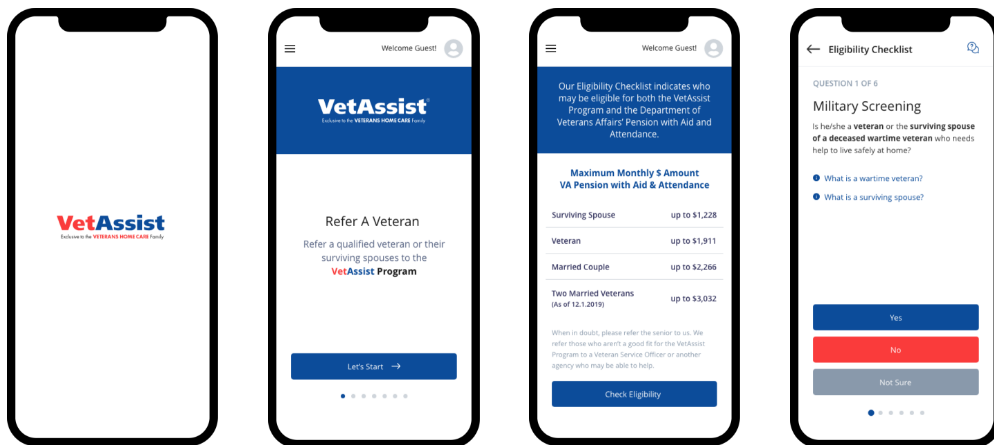 VetAssist
Exclusive to the VETERANS HOME CARE Family
Welcome Guest!
VetAssist®
Exclusive to the VETERANS HOME CARE Family
Refer A Veteran
Refer a qualified veteran or their
surviving spouses to the
VetAssist Program
Let's Start →
Welcome Guest!
Our Eligibility Checklist indicates who
may be eligible for both the VetAssist
Program and the Department of
Veterans Affairs' Pension with Aid and
Attendance.
Maximum Monthly $ Amount
VA Pension with Aid & Attendance
Surviving Spouse up to $1,228
Veteran up to $1,911
Married Couple up to $2,266
Two Married Veterans up to $3,032
(As of 12.1.2019)
When in doubt, please refer the senior to us. We
refer those who aren't a good fit for the VetAssist
Program to a Veteran Service Officer or another
agency who may be able to help.
Check Eligibility
← Eligibility Checklist
QUESTION 1 OF 6
Military Screening
Is he/she a veteran or the surviving spouse
of a deceased wartime veteran who needs
help to live safely at home?
What is a wartime veteran?
What is a surviving spouse?
Yes
No
Not Sure